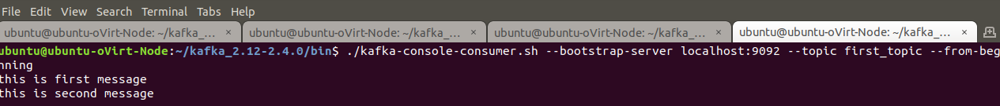 File Edit View Search Terminal Tabs Help
ubuntu@ubuntu-oVirt-Node: ~/kafka_... × ubuntu@ubuntu-oVirt-Node: ~/kafka_... × ubuntu@ubuntu-oVirt-Node: ~/kafka_... × ubuntu@ubuntu-oVirt-Node: ~/kafka_... ×
ubuntu@ubuntu-oVirt-Node:~/kafka_2.12-2.4.0/bin$ ./kafka-console-consumer.sh --bootstrap-server localhost:9092 --topic first_topic --from-beg
nning
this is first message
this is second message